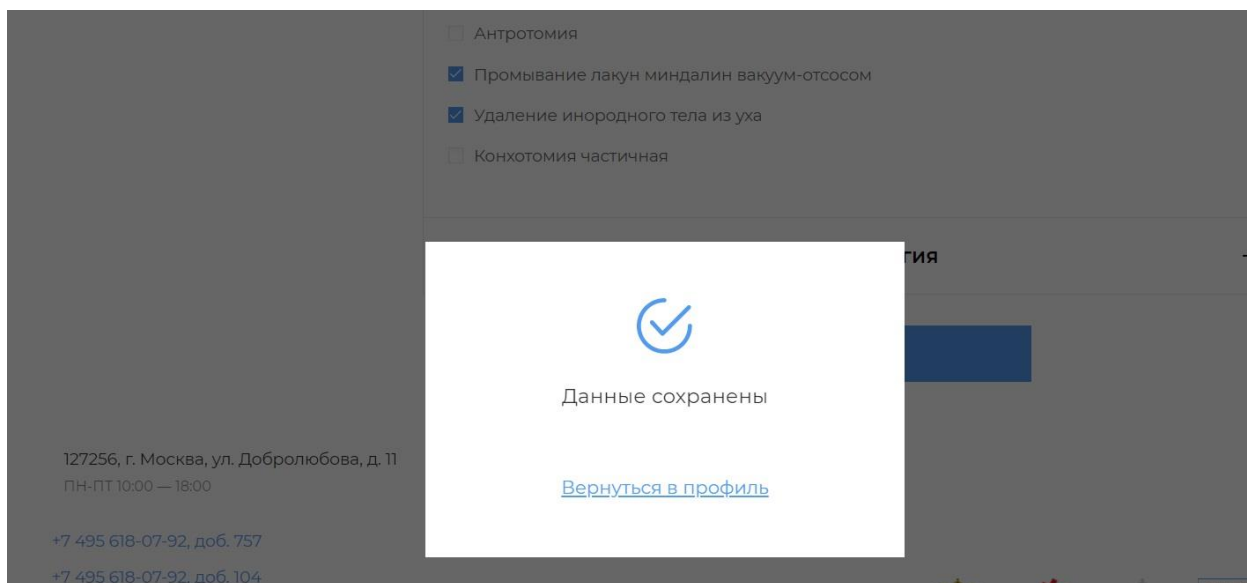 Антротомия
Промывание лакун миндалин вакуум-отсосом
Удаление инородного тела из уха
Конхотомия частичная
гия
Данные сохранены
Вернуться в профиль
127256, г. Москва, ул. Добролюбова, д. 11
ПН-ПТ 10:00 — 18:00
+7 495 618-07-92, доб. 757
+7 495 618-07-92, доб. 104